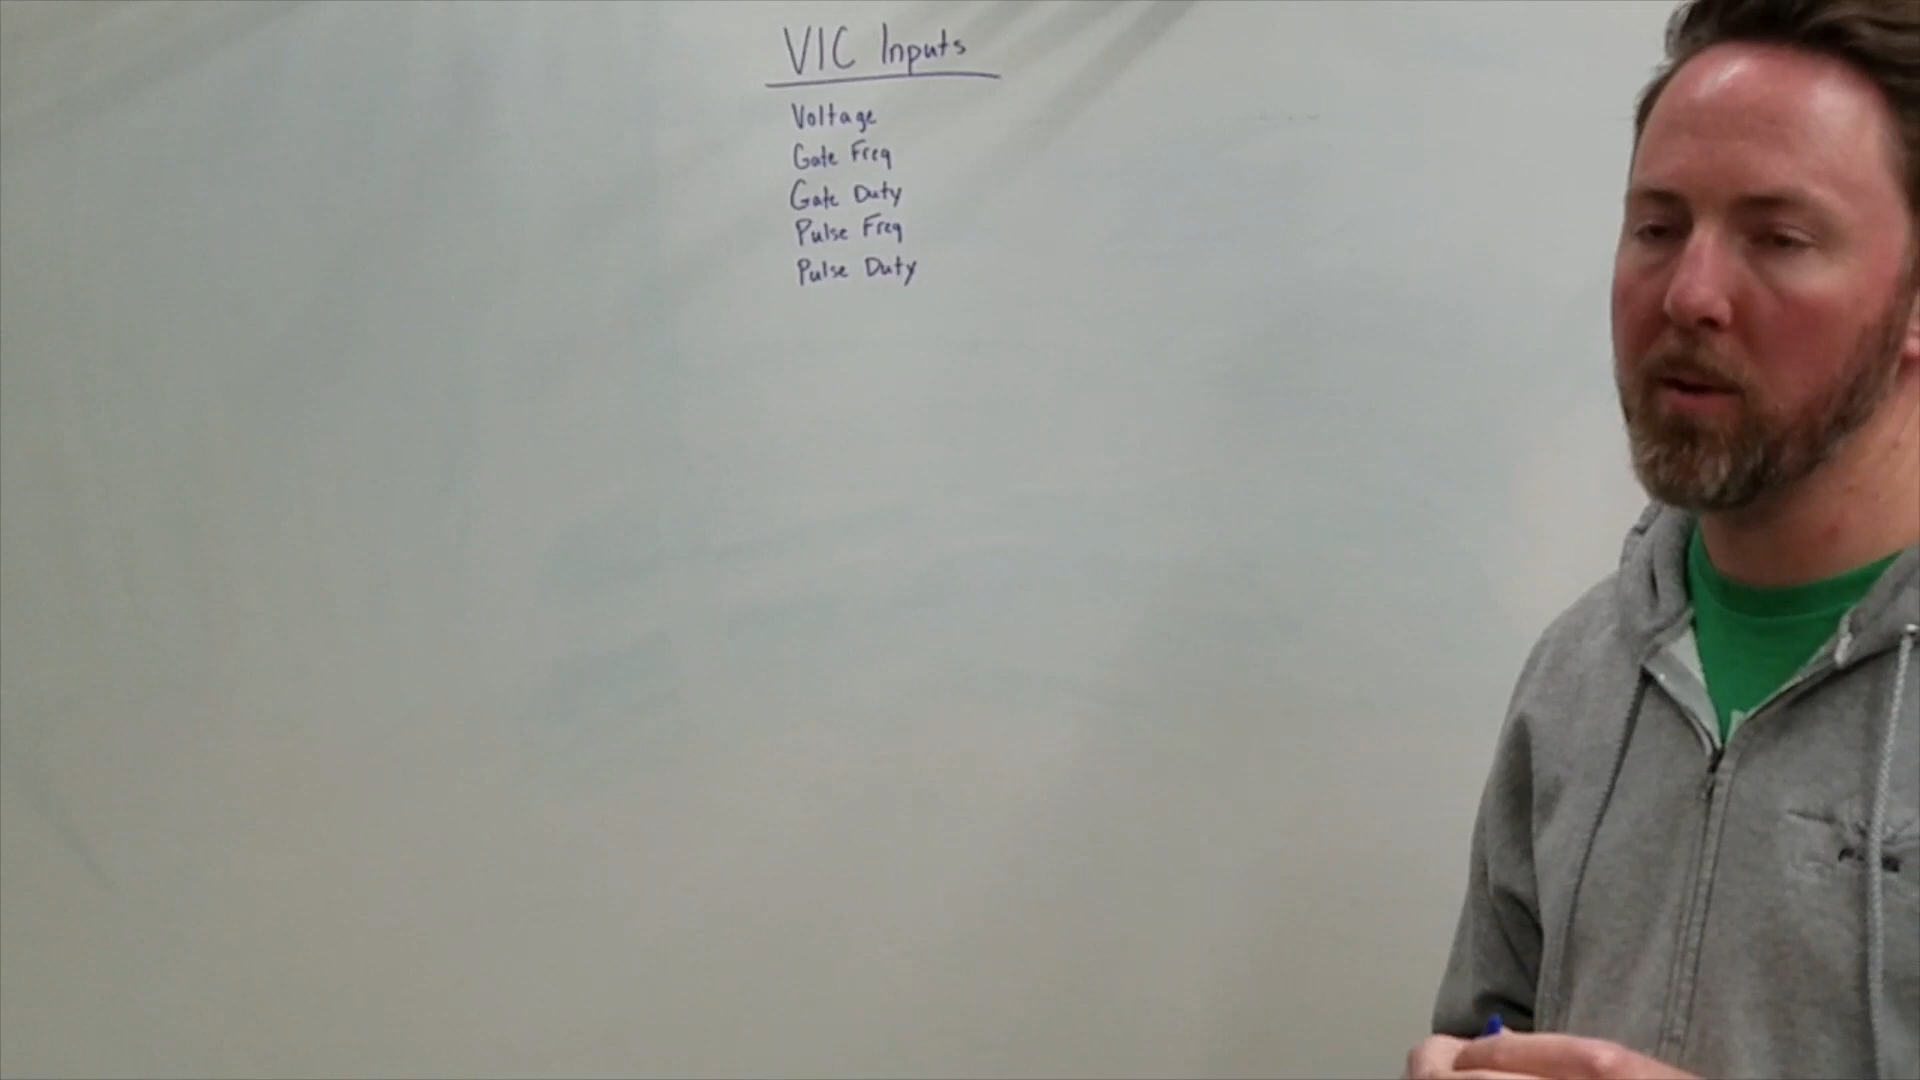 VIC Inputs
Voltage
Gate Freq
Gate Duty
Pulse Freq
Pulse Duty